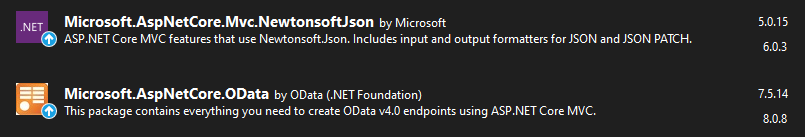 .NET
Microsoft.AspNetCore.Mvc.NewtonsoftJson by Microsoft 5.0.15
ASP.NET Core MVC features that use Newtonsoft.Json. Includes input and output formatters for JSON and JSON PATCH. 6.0.3
Microsoft.AspNetCore.OData by OData (.NET Foundation) 7.5.14
This package contains everything you need to create OData v4.0 endpoints using ASP.NET Core MVC. 8.0.8